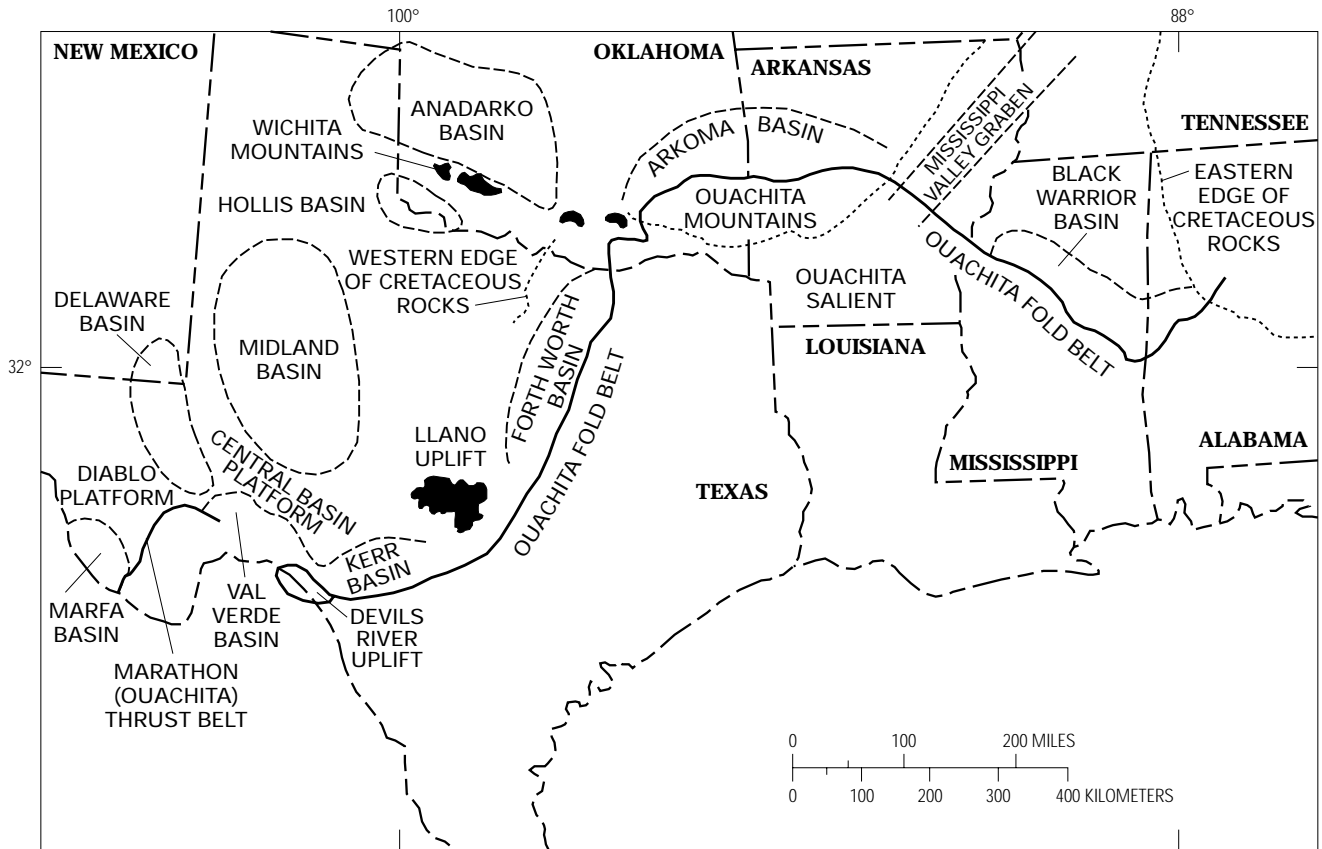 100°
88°
NEW MEXICO
OKLAHOMA
ARKANSAS
TENNESSEE
ANADARKO
BASIN
WICHITA
MOUNTAINS
HOLLIS BASIN
ARKOMA BASIN
MISSISSIPPI
VALLEY GRABEN
OUACHITA
MOUNTAINS
BLACK
WARRIOR
BASIN
EASTERN
EDGE OF
CRETACEOUS
ROCKS
WESTERN EDGE
OF CRETACEOUS
ROCKS
OUACHITA
SALIENT
OUACHITA FOLD BELT
DELAWARE
BASIN
MIDLAND
BASIN
FORTH WORTH
BASIN
OUACHITA FOLD BELT
LOUISIANA
32°
LLANO
UPLIFT
CENTRAL BASIN
PLATFORM
DIABLO
PLATFORM
TEXAS
MISSISSIPPI
ALABAMA
KERR
BASIN
MARFA
BASIN
VAL
VERDE
BASIN
DEVILS
RIVER
UPLIFT
MARATHON
(OUACHITA)
THRUST BELT
0 100 200 MILES
0 100 200 300 400 KILOMETERS